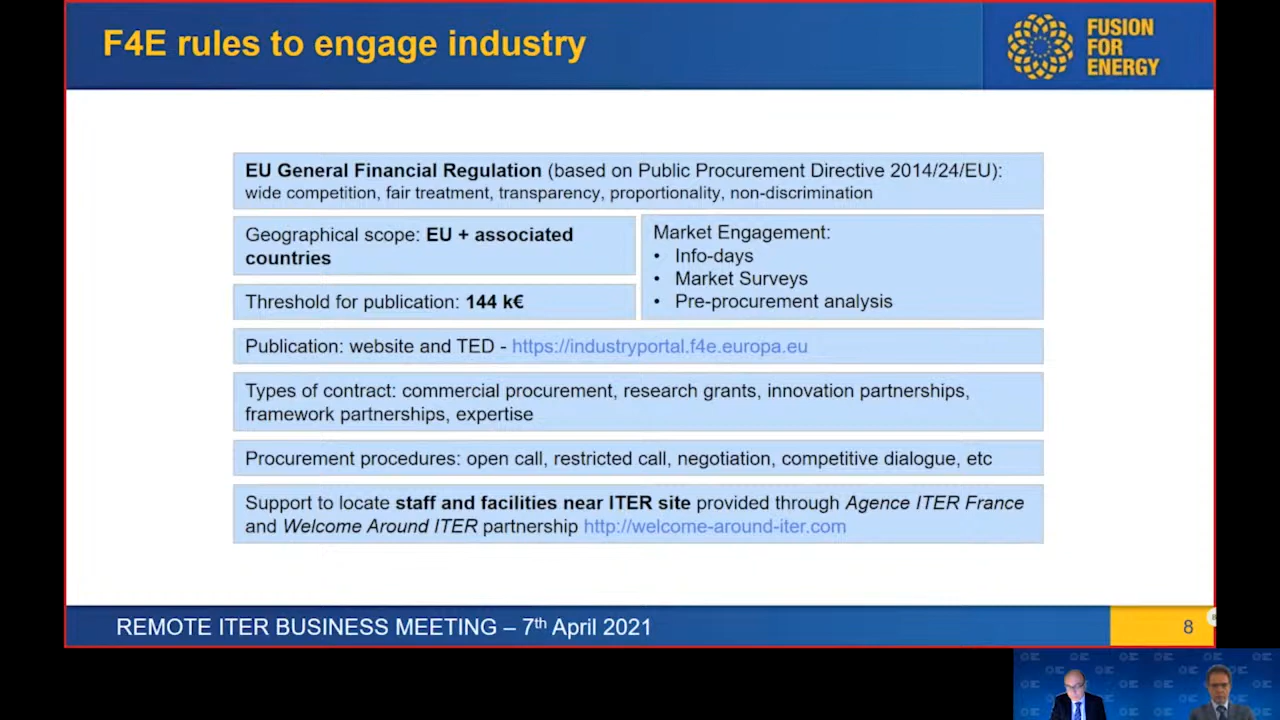 F4E rules to engage industry
FUSION
FOR
ENERGY
EU General Financial Regulation (based on Public Procurement Directive 2014/24/EU):
wide competition, fair treatment, transparency, proportionality, non-discrimination
Geographical scope: EU + associated
countries
Threshold for publication: 144 k€
Market Engagement:
• Info-days
• Market Surveys
• Pre-procurement analysis
Publication: website and TED - https://industryportal.f4e.europa.eu
Types of contract: commercial procurement, research grants, innovation partnerships,
framework partnerships, expertise
Procurement procedures: open call, restricted call, negotiation, competitive dialogue, etc
Support to locate staff and facilities near ITER site provided through Agence ITER France
and Welcome Around ITER partnership http://welcome-around-iter.com
REMOTE ITER BUSINESS MEETING – 7th April 2021
8